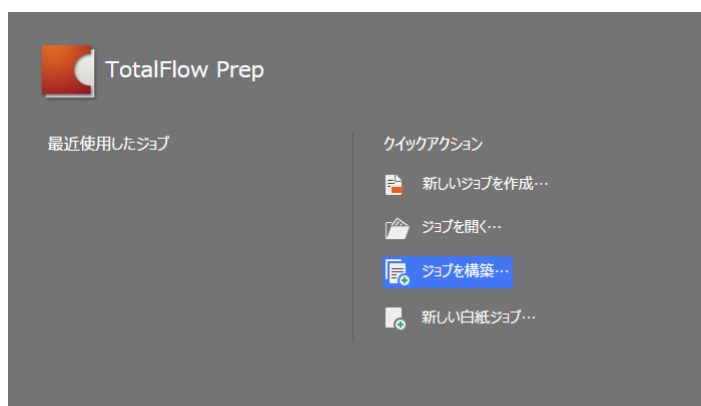 TotalFlow Prep
最近使用したジョブ
クイックアクション
新しいジョブを作成…
ジョブを開く…
ジョブを構築…
新しい白紙ジョブ…